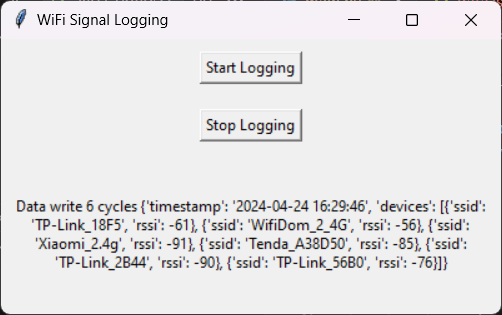 WiFi Signal Logging
Start Logging
Stop Logging
Data write 6 cycles {'timestamp': '2024-04-24 16:29:46', 'devices': [{'ssid':
'TP-Link_18F5', 'rssi': -61}, {'ssid': 'WifiDom_2_4G', 'rssi': -56}, {'ssid':
'Xiaomi_2.4g', 'rssi': -91}, {'ssid': 'Tenda_A38D50', 'rssi': -85}, {'ssid':
'TP-Link_2B44', 'rssi': -90}, {'ssid': 'TP-Link_56B0', 'rssi': -76}]}